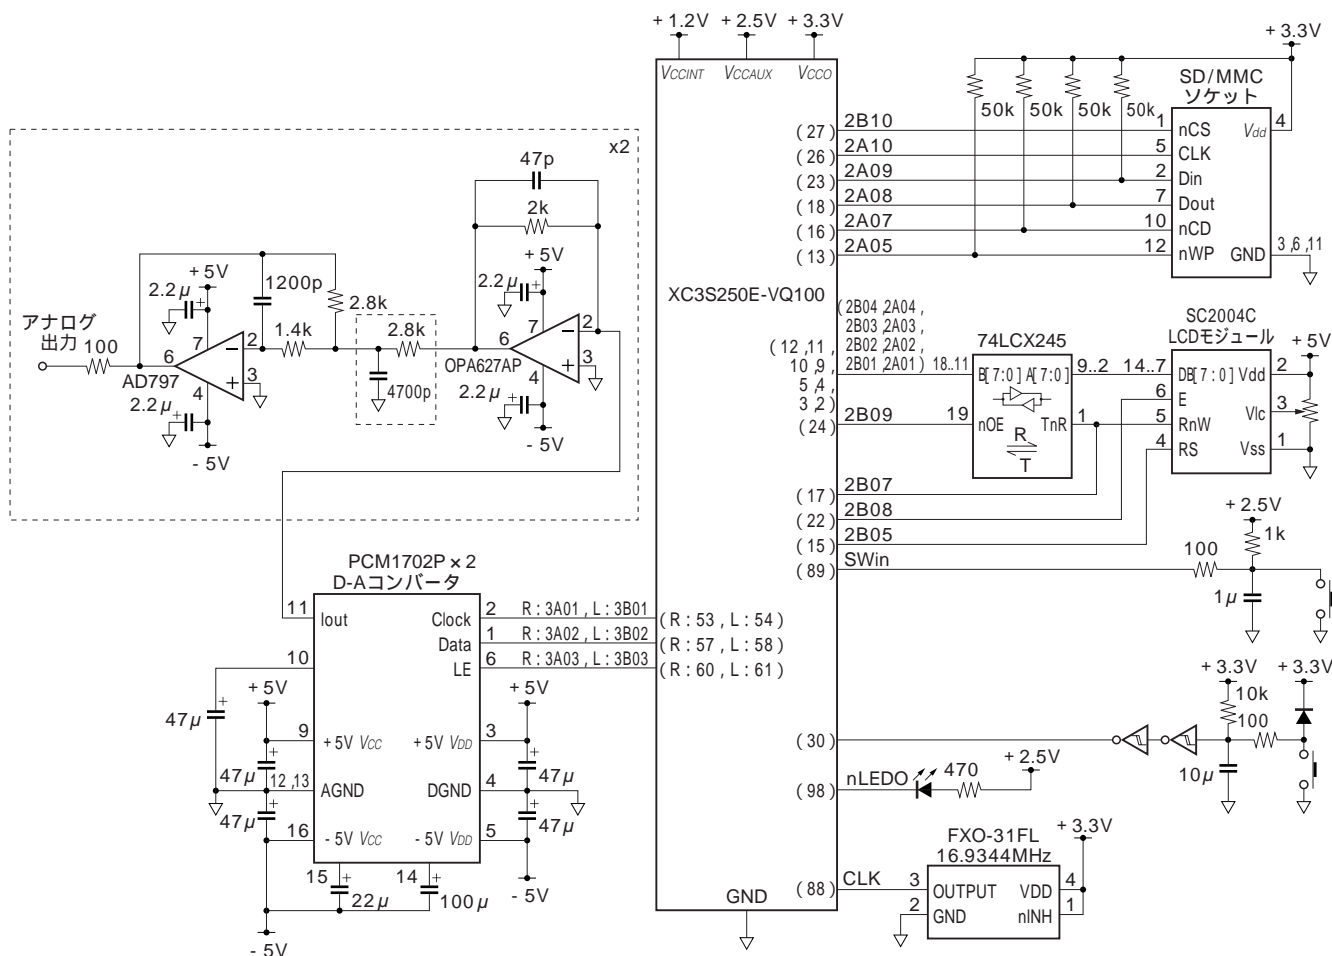 +1.2V
+2.5V
+3.3V
VCCINT
VCCAUX
VCCO
XC3S250E-VQ100
GND
+3.3V
50k
50k
50k
50k
SD/MMC
ソケット
(27)
2B10
1
nCS
Vdd
4
(26)
2A10
5
CLK
(23)
2A09
2
Din
(18)
2A08
7
Dout
(16)
2A07
10
nCD
(13)
2A05
12
nWP
GND
3,6,11
(2B04,2A04,
2B03,2A03,
2B02,2A02,
2B01,2A01)
18..11
(12,11,
10,9,
5,4,
3,2)
74LCX245
B[7:0]
A[7:0]
9..2
nOE
TnR
R
T
(24)
2B09
19
1
SC2004C
LCDモジュール
+5V
14..7
DB[7:0]
Vdd
2
6
E
Vlc
3
5
RnW
4
RS
Vss
1
(17)
2B07
(22)
2B08
(15)
2B05
(89)
SWin
100
+2.5V
1k
1μ
(30)
+3.3V
+3.3V
10k
100
10μ
(98)
nLEDO
470
+2.5V
FXO-31FL
16.9344MHz
+3.3V
(88)
CLK
3
OUTPUT
VDD
4
2
GND
nINH
1
x2
47p
2k
+5V
2.2μ
7
2
6
3
OPA627AP
4
2.2μ
-5V
2.8k
4700p
2.8k
1200p
1.4k
+5V
2.2μ
7
2
6
3
AD797
4
2.2μ
-5V
アナログ
出力
100
PCM1702P×2
D-Aコンバータ
11
Iout
Clock
2
R:3A01,L:3B01
(R:53,L:54)
Data
1
R:3A02,L:3B02
(R:57,L:58)
10
LE
6
R:3A03,L:3B03
(R:60,L:61)
47μ
+5V
+5V
9
+5V VCC
+5V VDD
3
47μ
47μ
12,13
AGND
DGND
4
47μ
47μ
16
-5V VCC
-5V VDD
5
15
22μ
14
100μ
-5V
-5V